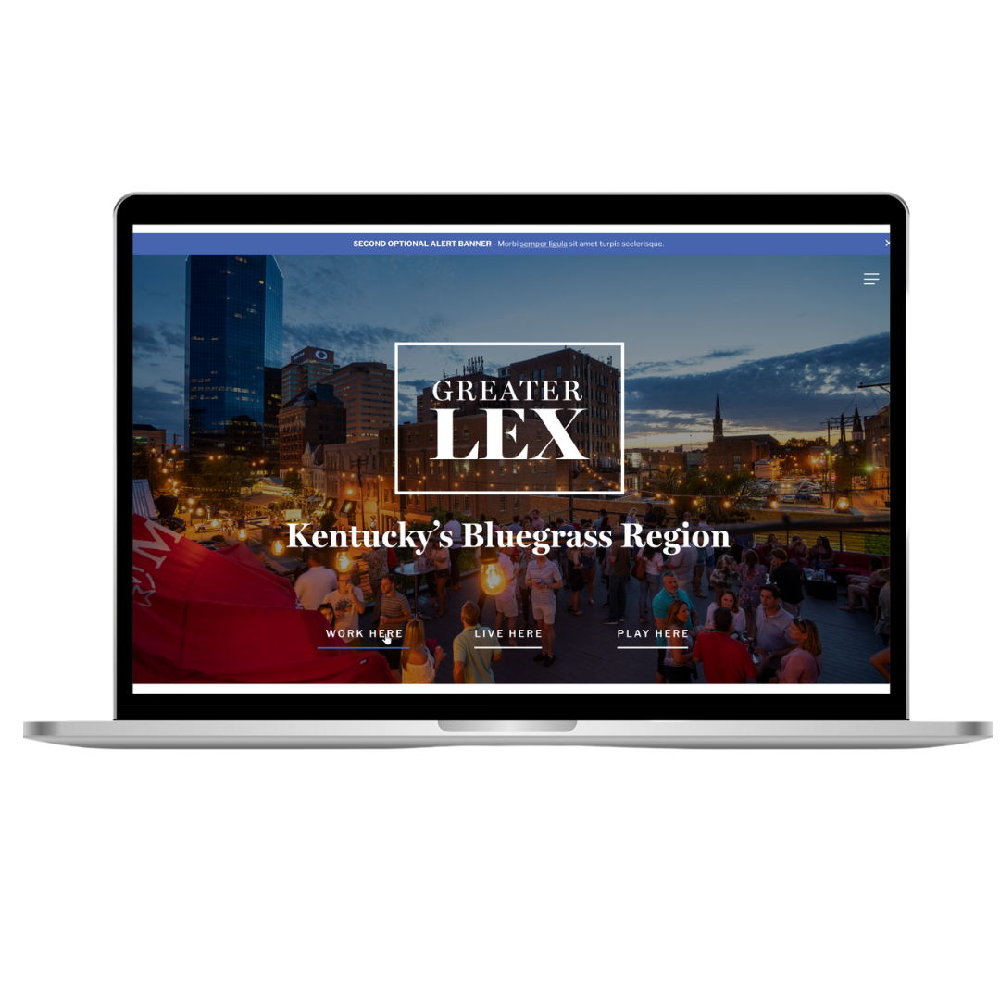 SECOND OPTIONAL ALERT BANNER - Morbi semper ligula sit amet turpis scelerisque.
GREATER
LEX
Kentucky’s Bluegrass Region
WORK HERE
LIVE HERE
PLAY HERE